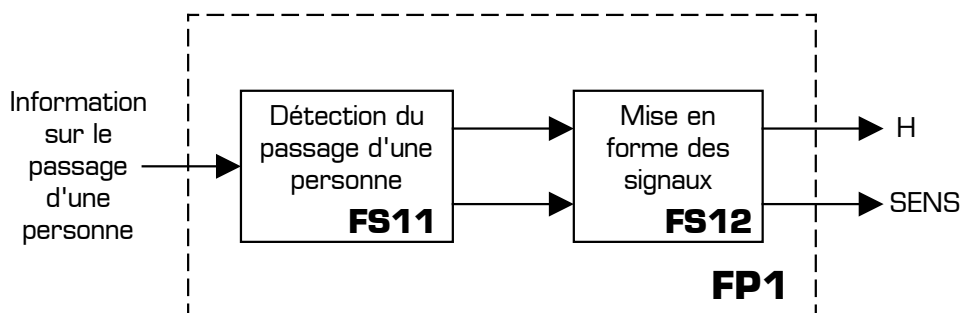 Information
sur le
passage
d'une
personne
Détection du
passage d'une
personne
FS11
Mise en
forme des
signaux
FS12
H
SENS
FP1